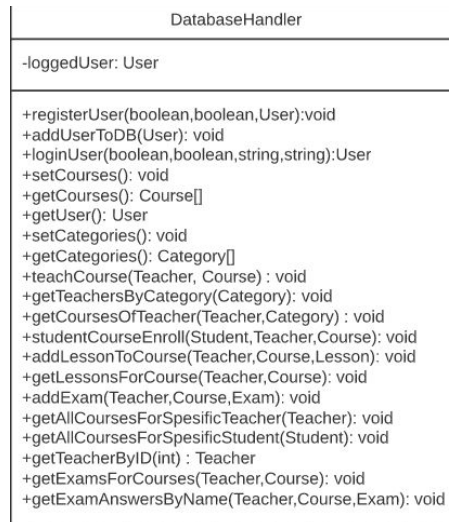 DatabaseHandler
-loggedUser: User
+registerUser(boolean,boolean,User):void
+addUserToDB(User): void
+loginUser(boolean,boolean,string,string):User
+setCourses(): void
+getCourses(): Course[]
+getUser(): User
+setCategories(): void
+getCategories(): Category[]
+teachCourse(Teacher, Course) : void
+getTeachersByCategory(Category): void
+getCoursesOfTeacher(Teacher,Category) : void
+studentCourseEnroll(Student,Teacher,Course): void
+addLessonToCourse(Teacher,Course,Lesson): void
+getLessonsForCourse(Teacher,Course): void
+addExam(Teacher,Course,Exam): void
+getAllCoursesForSpesificTeacher(Teacher): void
+getAllCoursesForSpesificStudent(Student): void
+getTeacherByID(int) : Teacher
+getExamsForCourses(Teacher,Course): void
+getExamAnswersByName(Teacher,Course,Exam): void